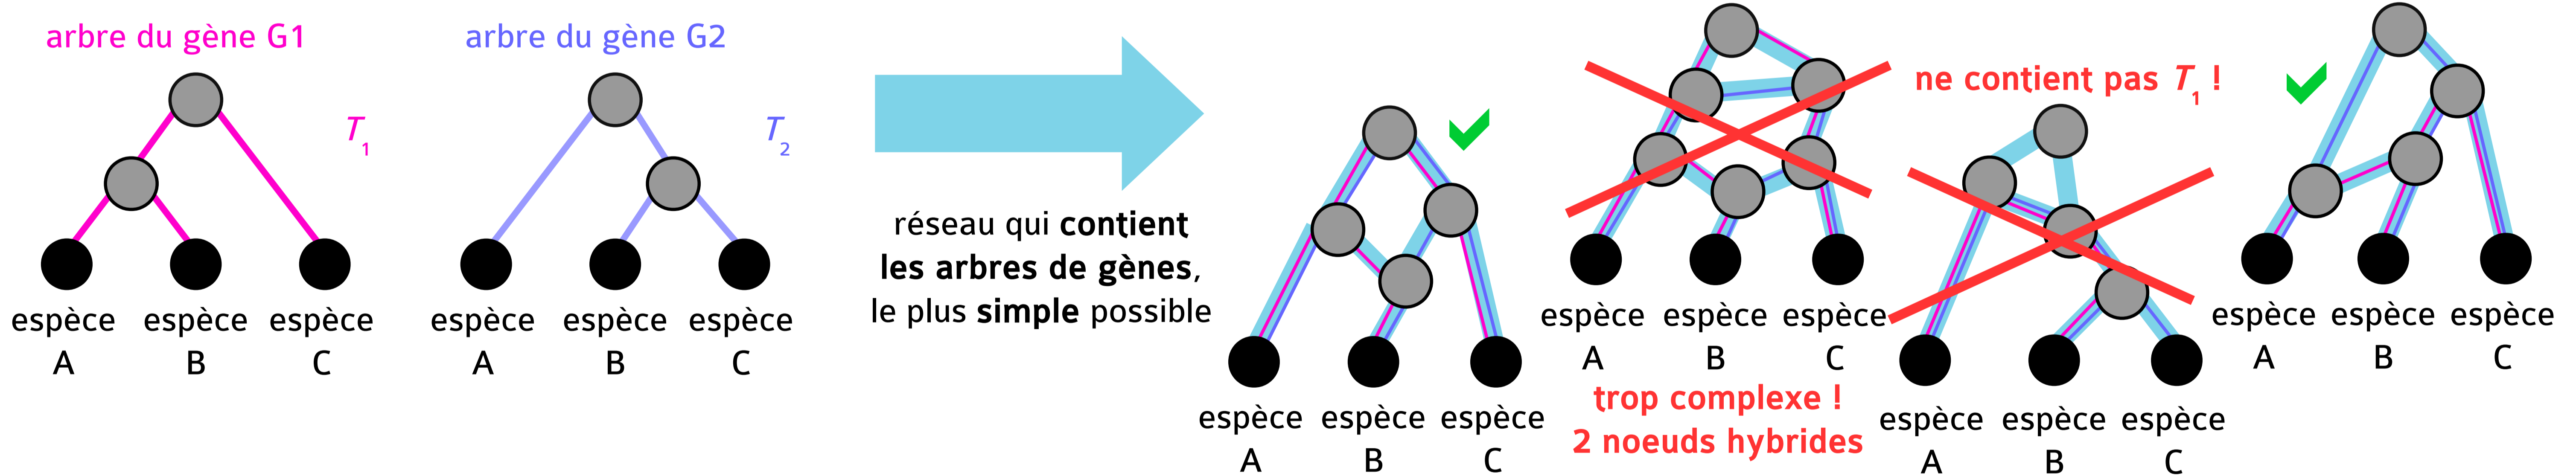 arbre du gène G1
T1
espèce espèce espèce
A B C
arbre du gène G2
T2
espèce espèce espèce
A B C
réseau qui contient
les arbres de gènes,
le plus simple possible
espèce espèce espèce
A B C
espèce espèce espèce
A B C
trop complexe !
2 noeuds hybrides
ne contient pas T1 !
espèce espèce espèce
A B C
espèce espèce espèce
A B C